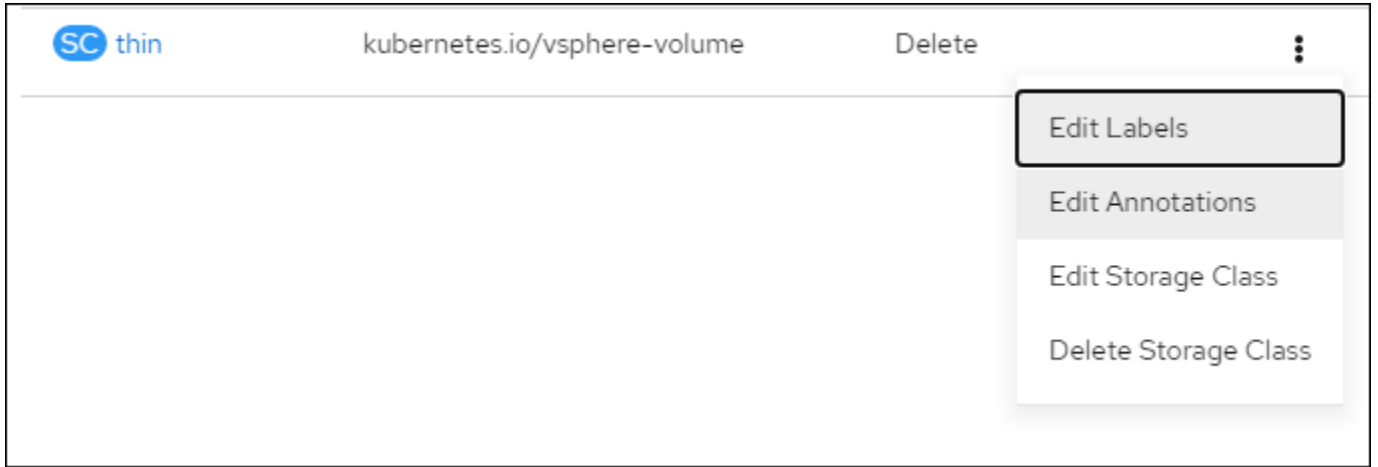 SC thin kubernetes.io/vsphere-volume Delete
Edit Labels
Edit Annotations
Edit Storage Class
Delete Storage Class